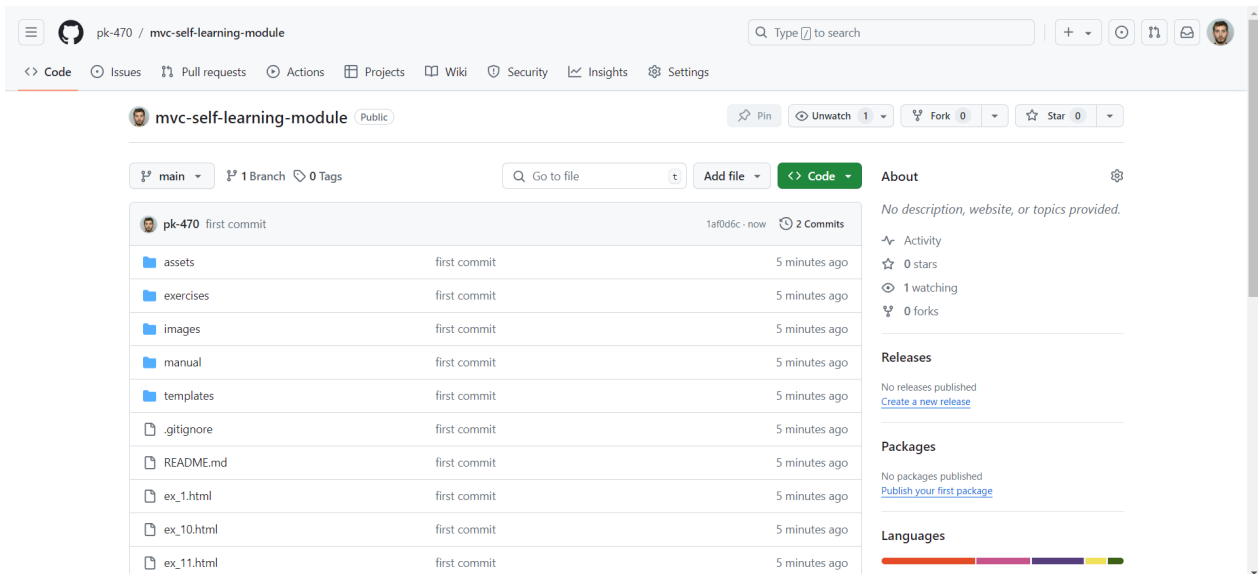 pk-470 / mvc-self-learning-module
Type / to search
Code Issues Pull requests Actions Projects Wiki Security Insights Settings
mvc-self-learning-module Public
Pin Unwatch 1 Fork 0 Star 0
main 1 Branch 0 Tags Go to file t Add file Code
pk-470 first commit 1af0d6c · now 2 Commits
assets first commit 5 minutes ago
exercises first commit 5 minutes ago
images first commit 5 minutes ago
manual first commit 5 minutes ago
templates first commit 5 minutes ago
.gitignore first commit 5 minutes ago
README.md first commit 5 minutes ago
ex_1.html first commit 5 minutes ago
ex_10.html first commit 5 minutes ago
ex_11.html first commit 5 minutes ago
About
No description, website, or topics provided.
Activity
0 stars
1 watching
0 forks
Releases
No releases published
Create a new release
Packages
No packages published
Publish your first package
Languages